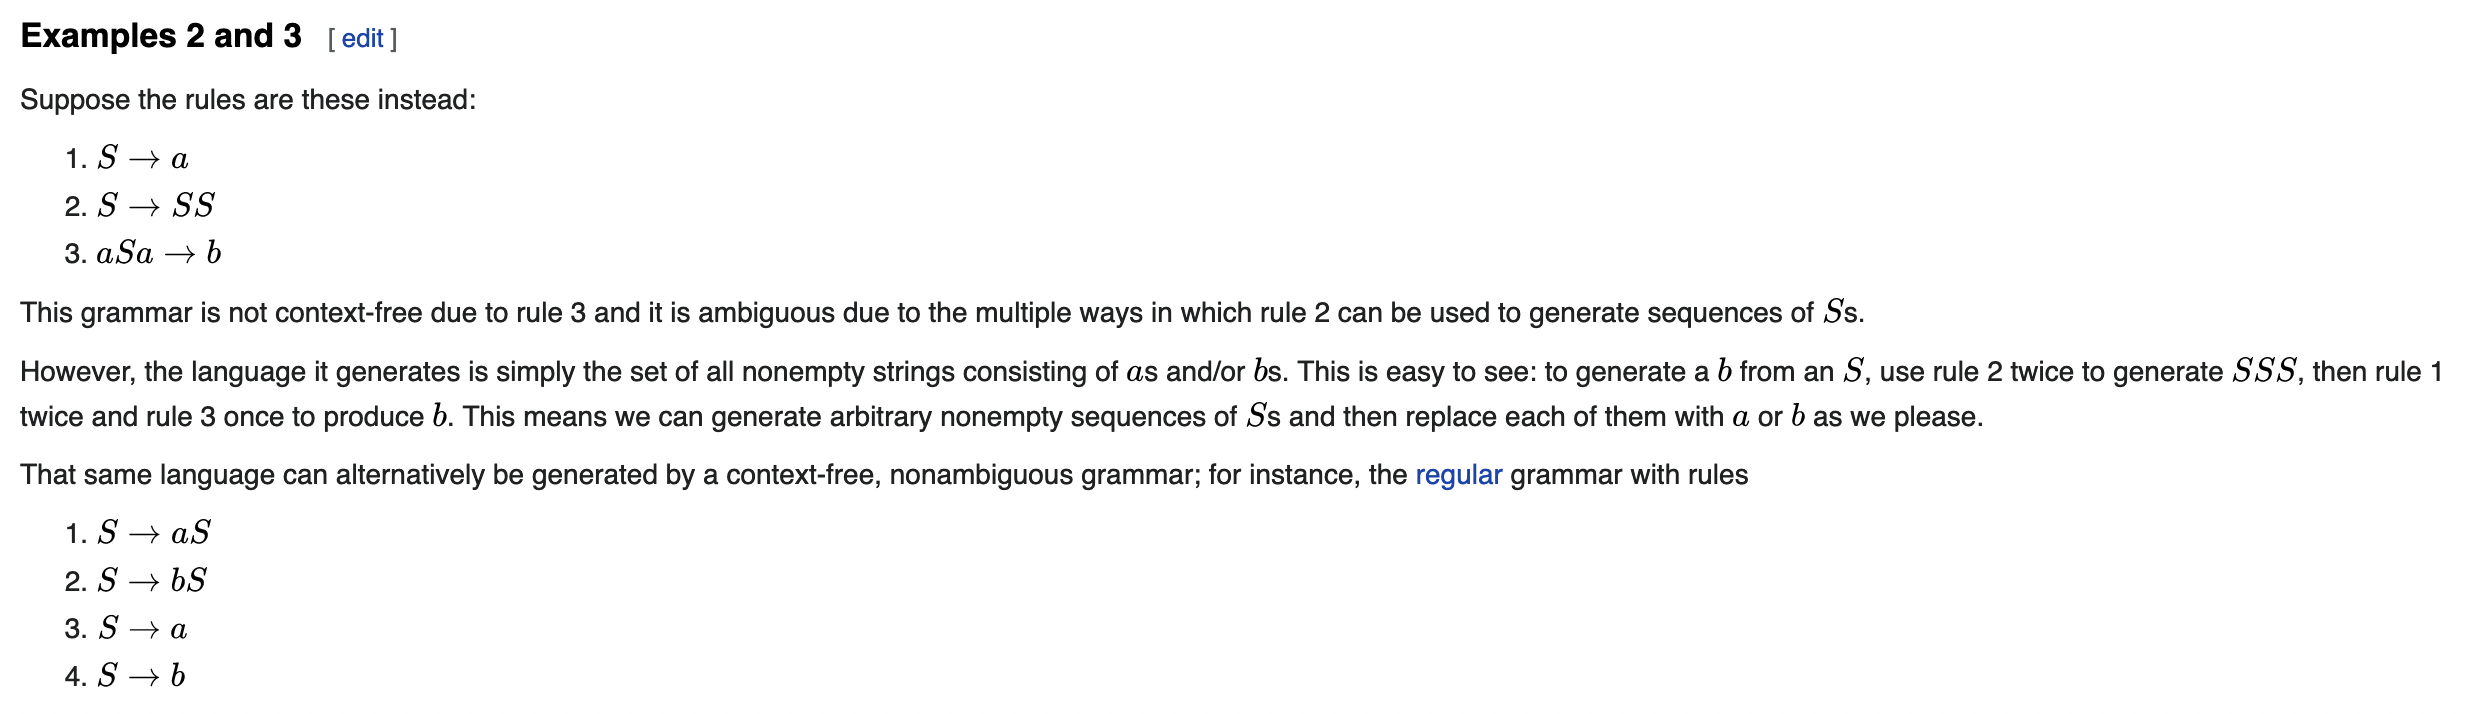 Examples 2 and 3 [ edit ]
Suppose the rules are these instead:
1. S → a
2. S → SS
3. aSa → b
This grammar is not context-free due to rule 3 and it is ambiguous due to the multiple ways in which rule 2 can be used to generate sequences of Ss.
However, the language it generates is simply the set of all nonempty strings consisting of as and/or bs. This is easy to see: to generate a b from an S, use rule 2 twice to generate SSS, then rule 1
twice and rule 3 once to produce b. This means we can generate arbitrary nonempty sequences of Ss and then replace each of them with a or b as we please.
That same language can alternatively be generated by a context-free, nonambiguous grammar; for instance, the regular grammar with rules
1. S → aS
2. S → bS
3. S → a
4. S → b